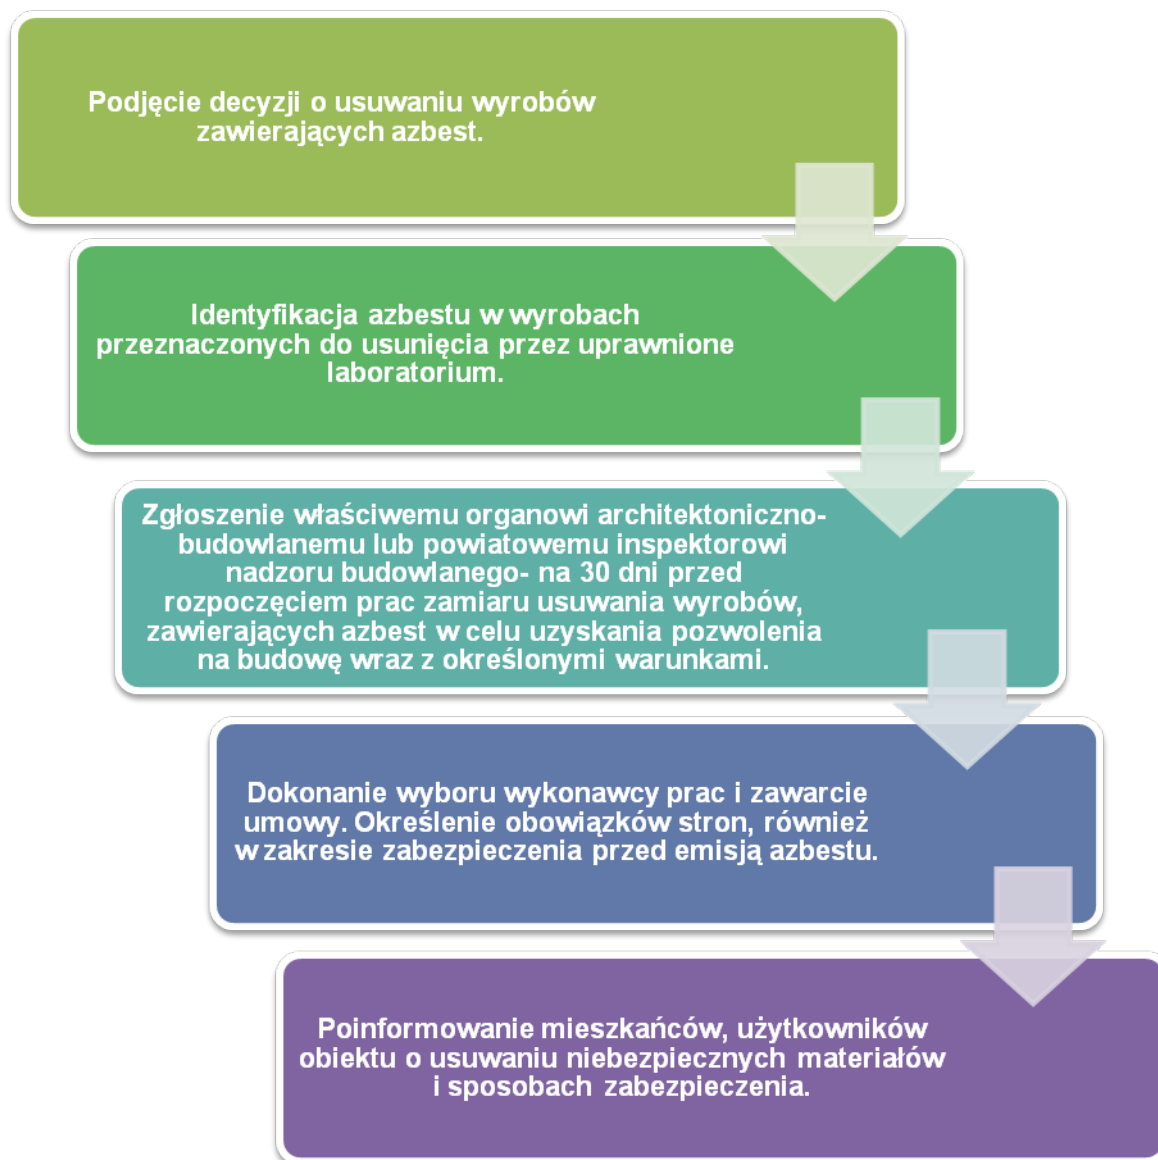 Podjęcie decyzji o usuwaniu wyrobów
zawierających azbest.
Identyfikacja azbestu w wyrobach
przeznaczonych do usunięcia przez uprawnione
laboratorium.
Zgłoszenie właściwemu organowi architektoniczno-
budowlanemu lub powiatowemu inspektorowi
nadzoru budowlanego- na 30 dni przed
rozpoczęciem prac zamiaru usuwania wyrobów,
zawierających azbest w celu uzyskania pozwolenia
na budowę wraz z określonymi warunkami.
Dokonanie wyboru wykonawcy prac i zawarcie
umowy. Określenie obowiązków stron, również
w zakresie zabezpieczenia przed emisją azbestu.
Poinformowanie mieszkańców, użytkowników
obiektu o usuwaniu niebezpiecznych materiałów
i sposobach zabezpieczenia.